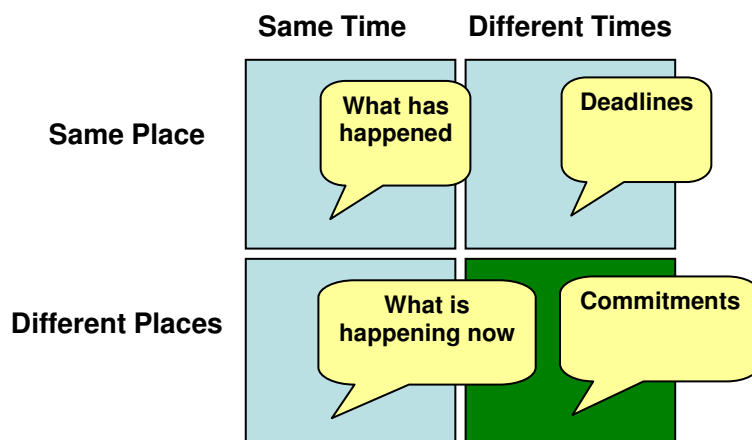 Same Time
Different Times
Same Place
What has
happened
Deadlines
Different Places
What is
happening now
Commitments